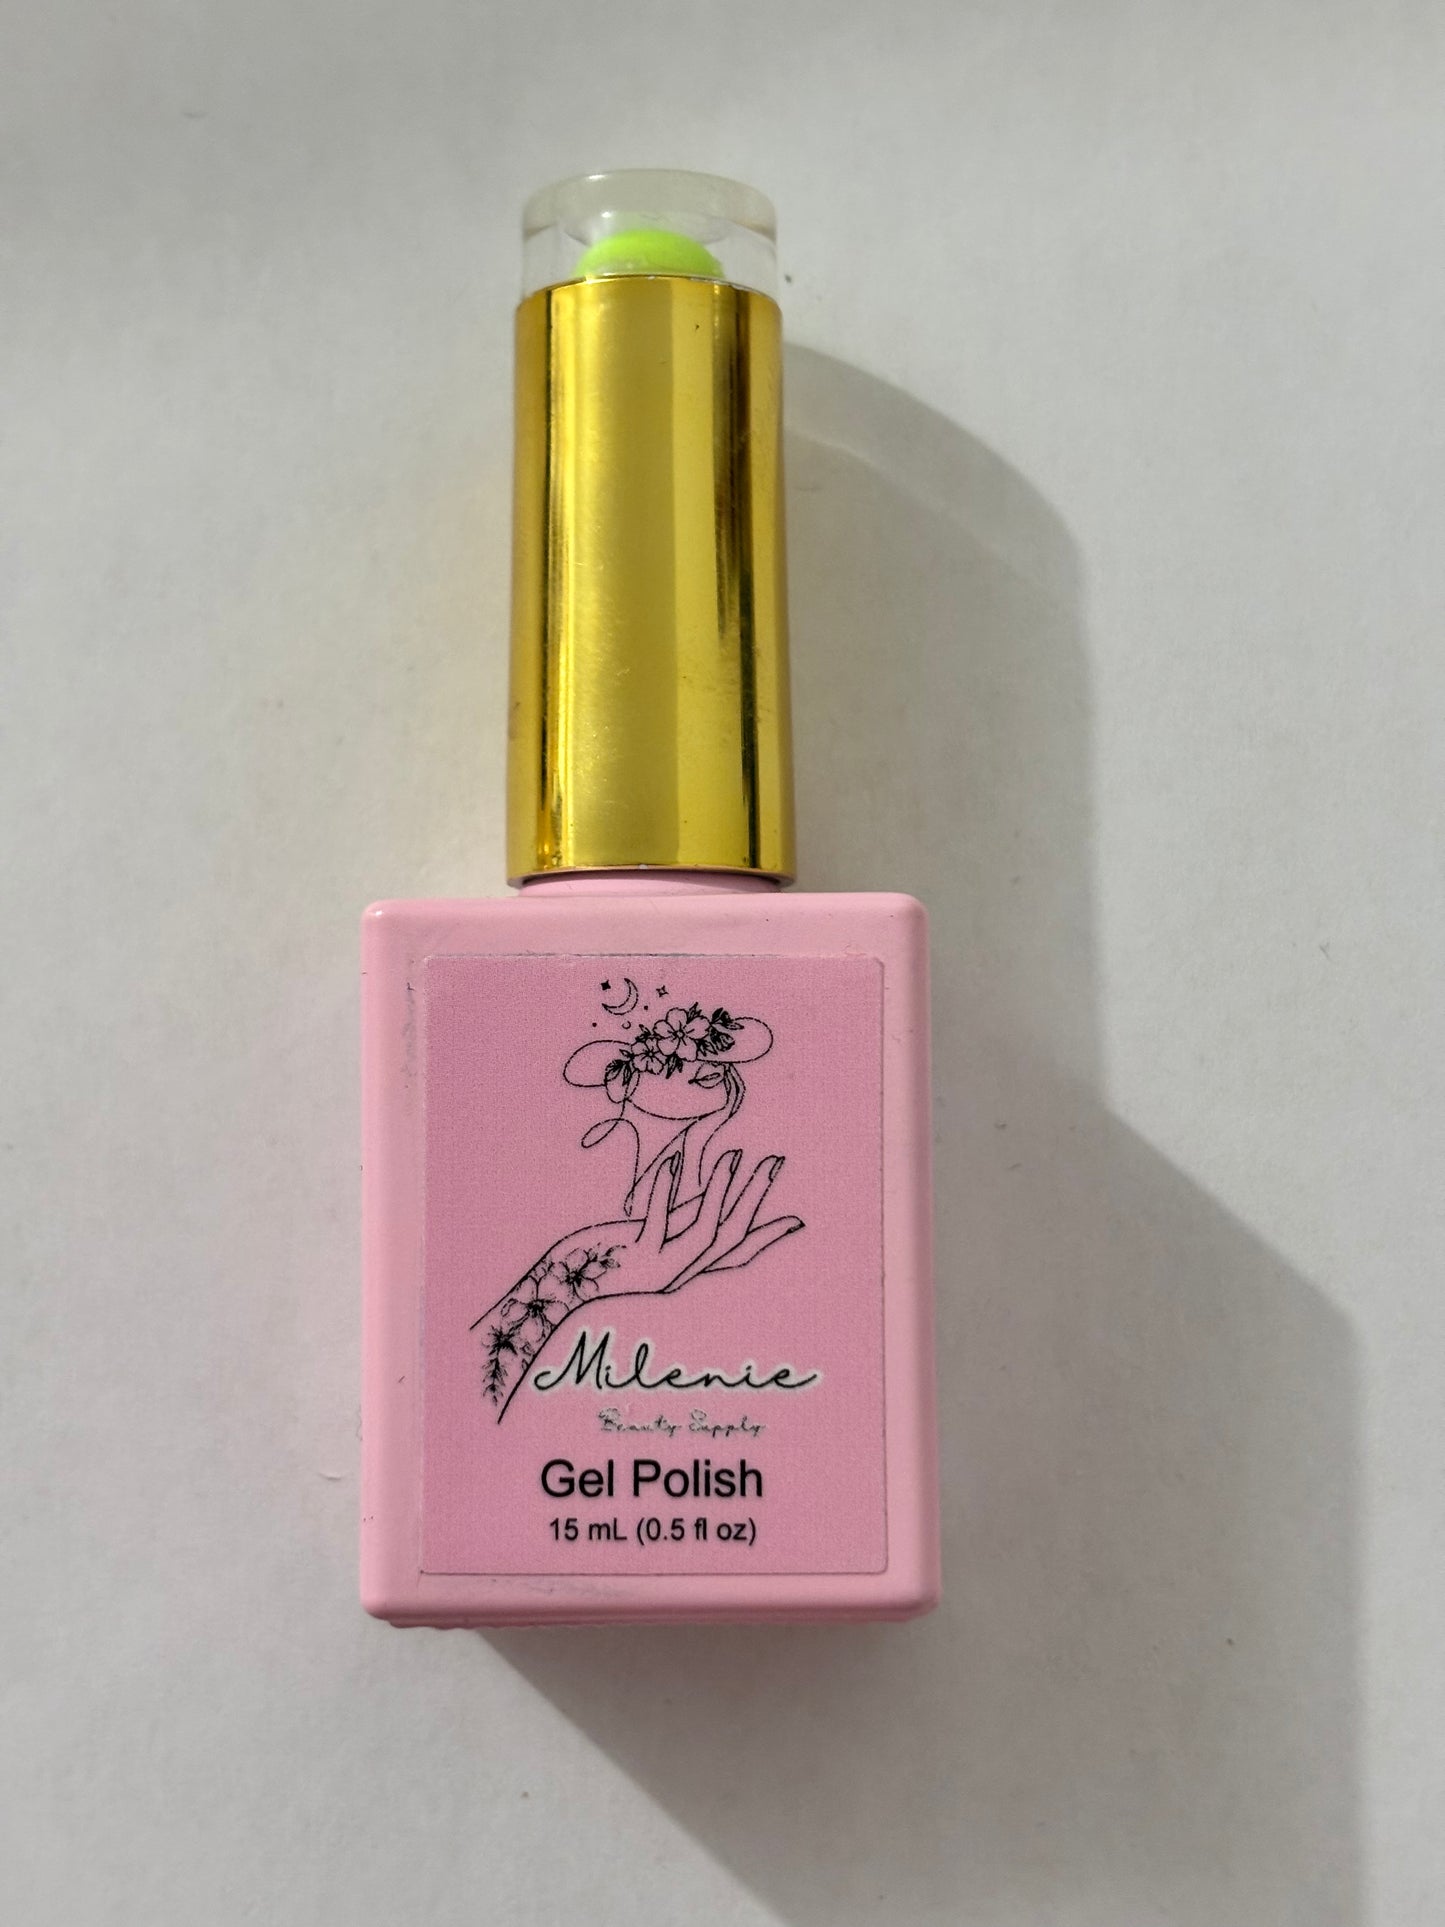 Milenie
Beauty Supply
Gel Polish
15 mL (0.5 fl oz)